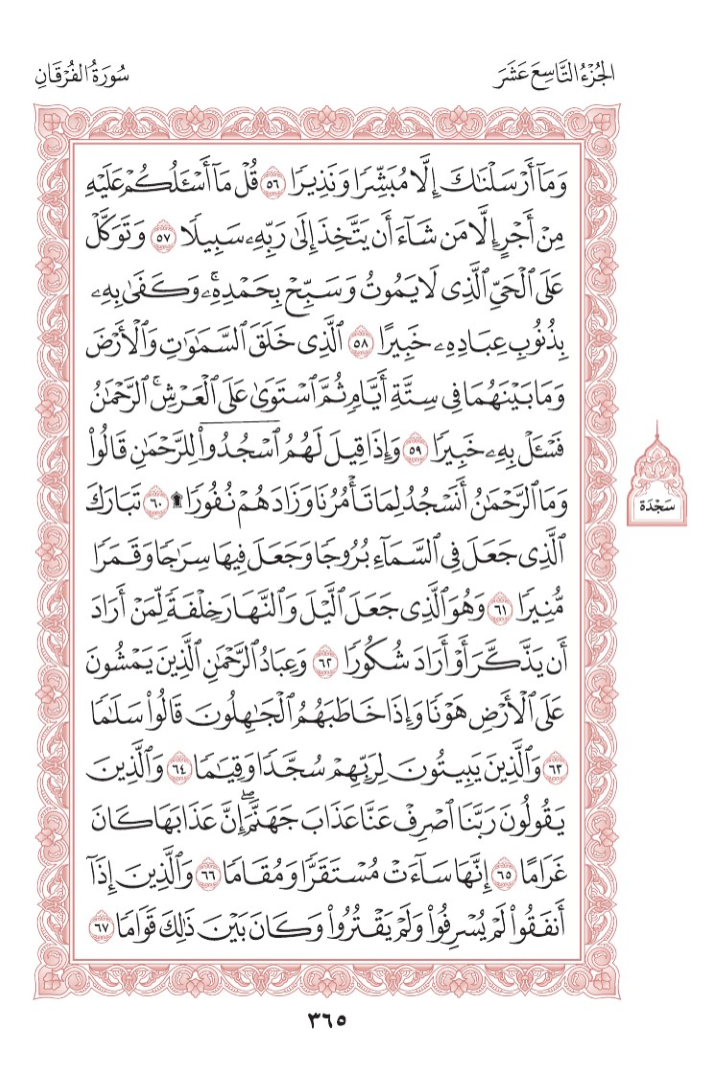 الجُزْءُ التَّاسِعَ عَشَرَ
سُورَةُ الفُرْقَانِ
وَمَآ أَرْسَلْنَٰكَ إِلَّا مُبَشِّرٗا وَنَذِيرٗا ٥٦ قُلْ مَآ أَسْـَٔلُكُمْ عَلَيْهِ
مِنْ أَجْرٍ إِلَّا مَن شَآءَ أَن يَتَّخِذَ إِلَىٰ رَبِّهِۦ سَبِيلٗا ٥٧ وَتَوَكَّلْ
عَلَى ٱلْحَيِّ ٱلَّذِى لَا يَمُوتُ وَسَبِّحْ بِحَمْدِهِۦۚ وَكَفَىٰ بِهِۦ
بِذُنُوبِ عِبَادِهِۦ خَبِيرًا ٥٨ ٱلَّذِى خَلَقَ ٱلسَّمَٰوَٰتِ وَٱلْأَرْضَ
وَمَا بَيْنَهُمَا فِى سِتَّةِ أَيَّامٖ ثُمَّ ٱسْتَوَىٰ عَلَى ٱلْعَرْشِۚ ٱلرَّحْمَٰنُ
فَسْـَٔلْ بِهِۦ خَبِيرٗا ٥٩ وَإِذَا قِيلَ لَهُمُ ٱسْجُدُوا۟ لِلرَّحْمَٰنِ قَالُوا۟
وَمَا ٱلرَّحْمَٰنُ أَنَسْجُدُ لِمَا تَأْمُرُنَا وَزَادَهُمْ نُفُورٗا ۩ ٦٠ تَبَارَكَ
ٱلَّذِى جَعَلَ فِى ٱلسَّمَآءِ بُرُوجٗا وَجَعَلَ فِيهَا سِرَٰجٗا وَقَمَرٗا
مُّنِيرٗا ٦١ وَهُوَ ٱلَّذِى جَعَلَ ٱلَّيْلَ وَٱلنَّهَارَ خِلْفَةٗ لِّمَنْ أَرَادَ
أَن يَذَّكَّرَ أَوْ أَرَادَ شُكُورٗا ٦٢ وَعِبَادُ ٱلرَّحْمَٰنِ ٱلَّذِينَ يَمْشُونَ
عَلَى ٱلْأَرْضِ هَوْنٗا وَإِذَا خَاطَبَهُمُ ٱلْجَٰهِلُونَ قَالُوا۟ سَلَٰمٗا
٦٣ وَٱلَّذِينَ يَبِيتُونَ لِرَبِّهِمْ سُجَّدٗا وَقِيَٰمٗا ٦٤ وَٱلَّذِينَ
يَقُولُونَ رَبَّنَا ٱصْرِفْ عَنَّا عَذَابَ جَهَنَّمَۖ إِنَّ عَذَابَهَا كَانَ
غَرَامًا ٦٥ إِنَّهَا سَآءَتْ مُسْتَقَرّٗا وَمُقَامٗا ٦٦ وَٱلَّذِينَ إِذَآ
أَنفَقُوا۟ لَمْ يُسْرِفُوا۟ وَلَمْ يَقْتُرُوا۟ وَكَانَ بَيْنَ ذَٰلِكَ قَوَامٗا ٦٧
سَجْدَة
٣٦٥